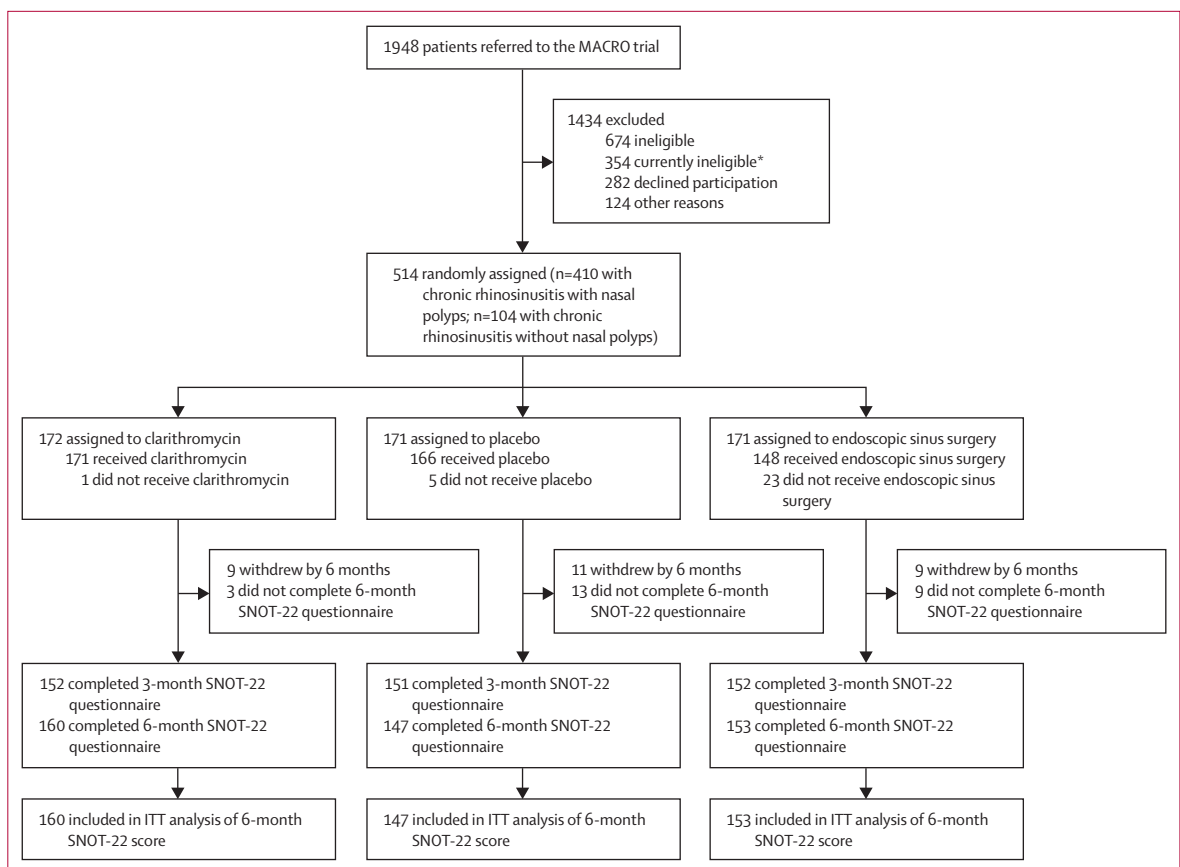 1948 patients referred to the MACRO trial
1434 excluded
674 ineligible
354 currently ineligible*
282 declined participation
124 other reasons
514 randomly assigned (n=410 with
chronic rhinosinusitis with nasal
polyps; n=104 with chronic
rhinosinusitis without nasal polyps)
172 assigned to clarithromycin
171 received clarithromycin
1 did not receive clarithromycin
171 assigned to placebo
166 received placebo
5 did not receive placebo
171 assigned to endoscopic sinus surgery
148 received endoscopic sinus surgery
23 did not receive endoscopic sinus
surgery
9 withdrew by 6 months
3 did not complete 6-month
SNOT-22 questionnaire
11 withdrew by 6 months
13 did not complete 6-month
SNOT-22 questionnaire
9 withdrew by 6 months
9 did not complete 6-month
SNOT-22 questionnaire
152 completed 3-month SNOT-22
questionnaire
160 completed 6-month SNOT-22
questionnaire
151 completed 3-month SNOT-22
questionnaire
147 completed 6-month SNOT-22
questionnaire
152 completed 3-month SNOT-22
questionnaire
153 completed 6-month SNOT-22
questionnaire
160 included in ITT analysis of 6-month
SNOT-22 score
147 included in ITT analysis of 6-month
SNOT-22 score
153 included in ITT analysis of 6-month
SNOT-22 score